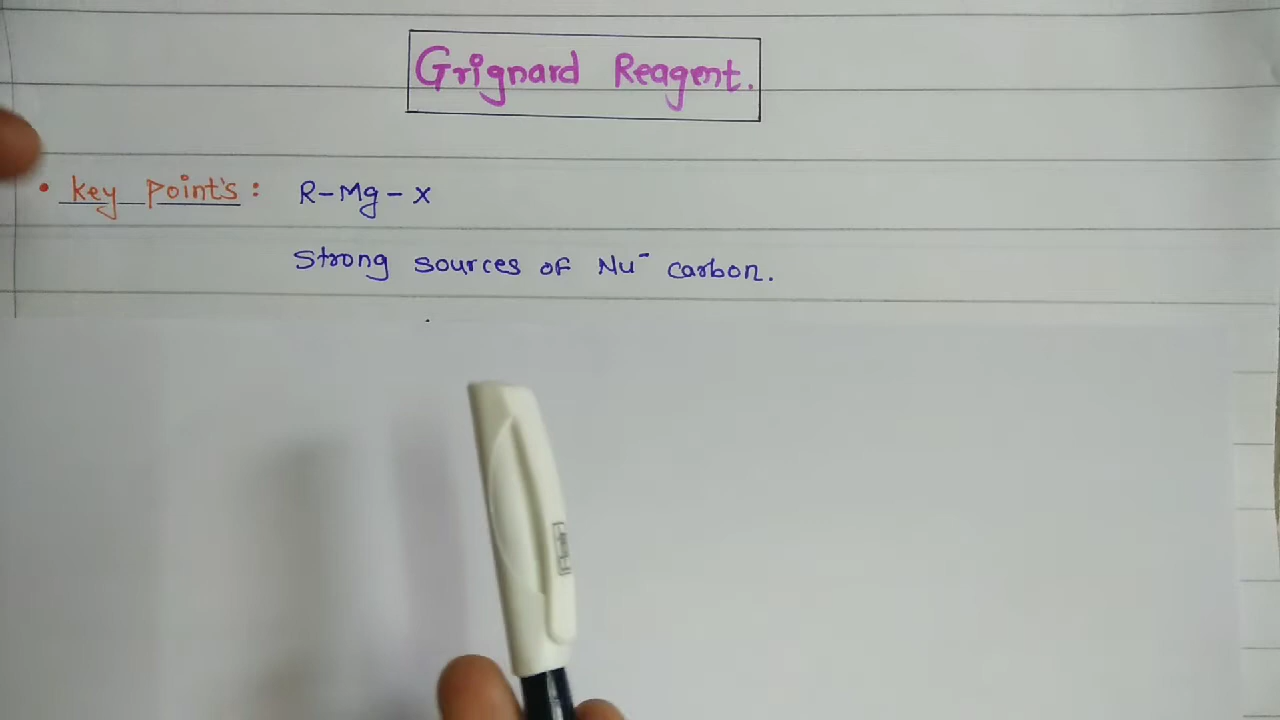 Grignard Reagent.
• Key Point's : R-Mg-X
Strong sources of Nu⁻ carbon.